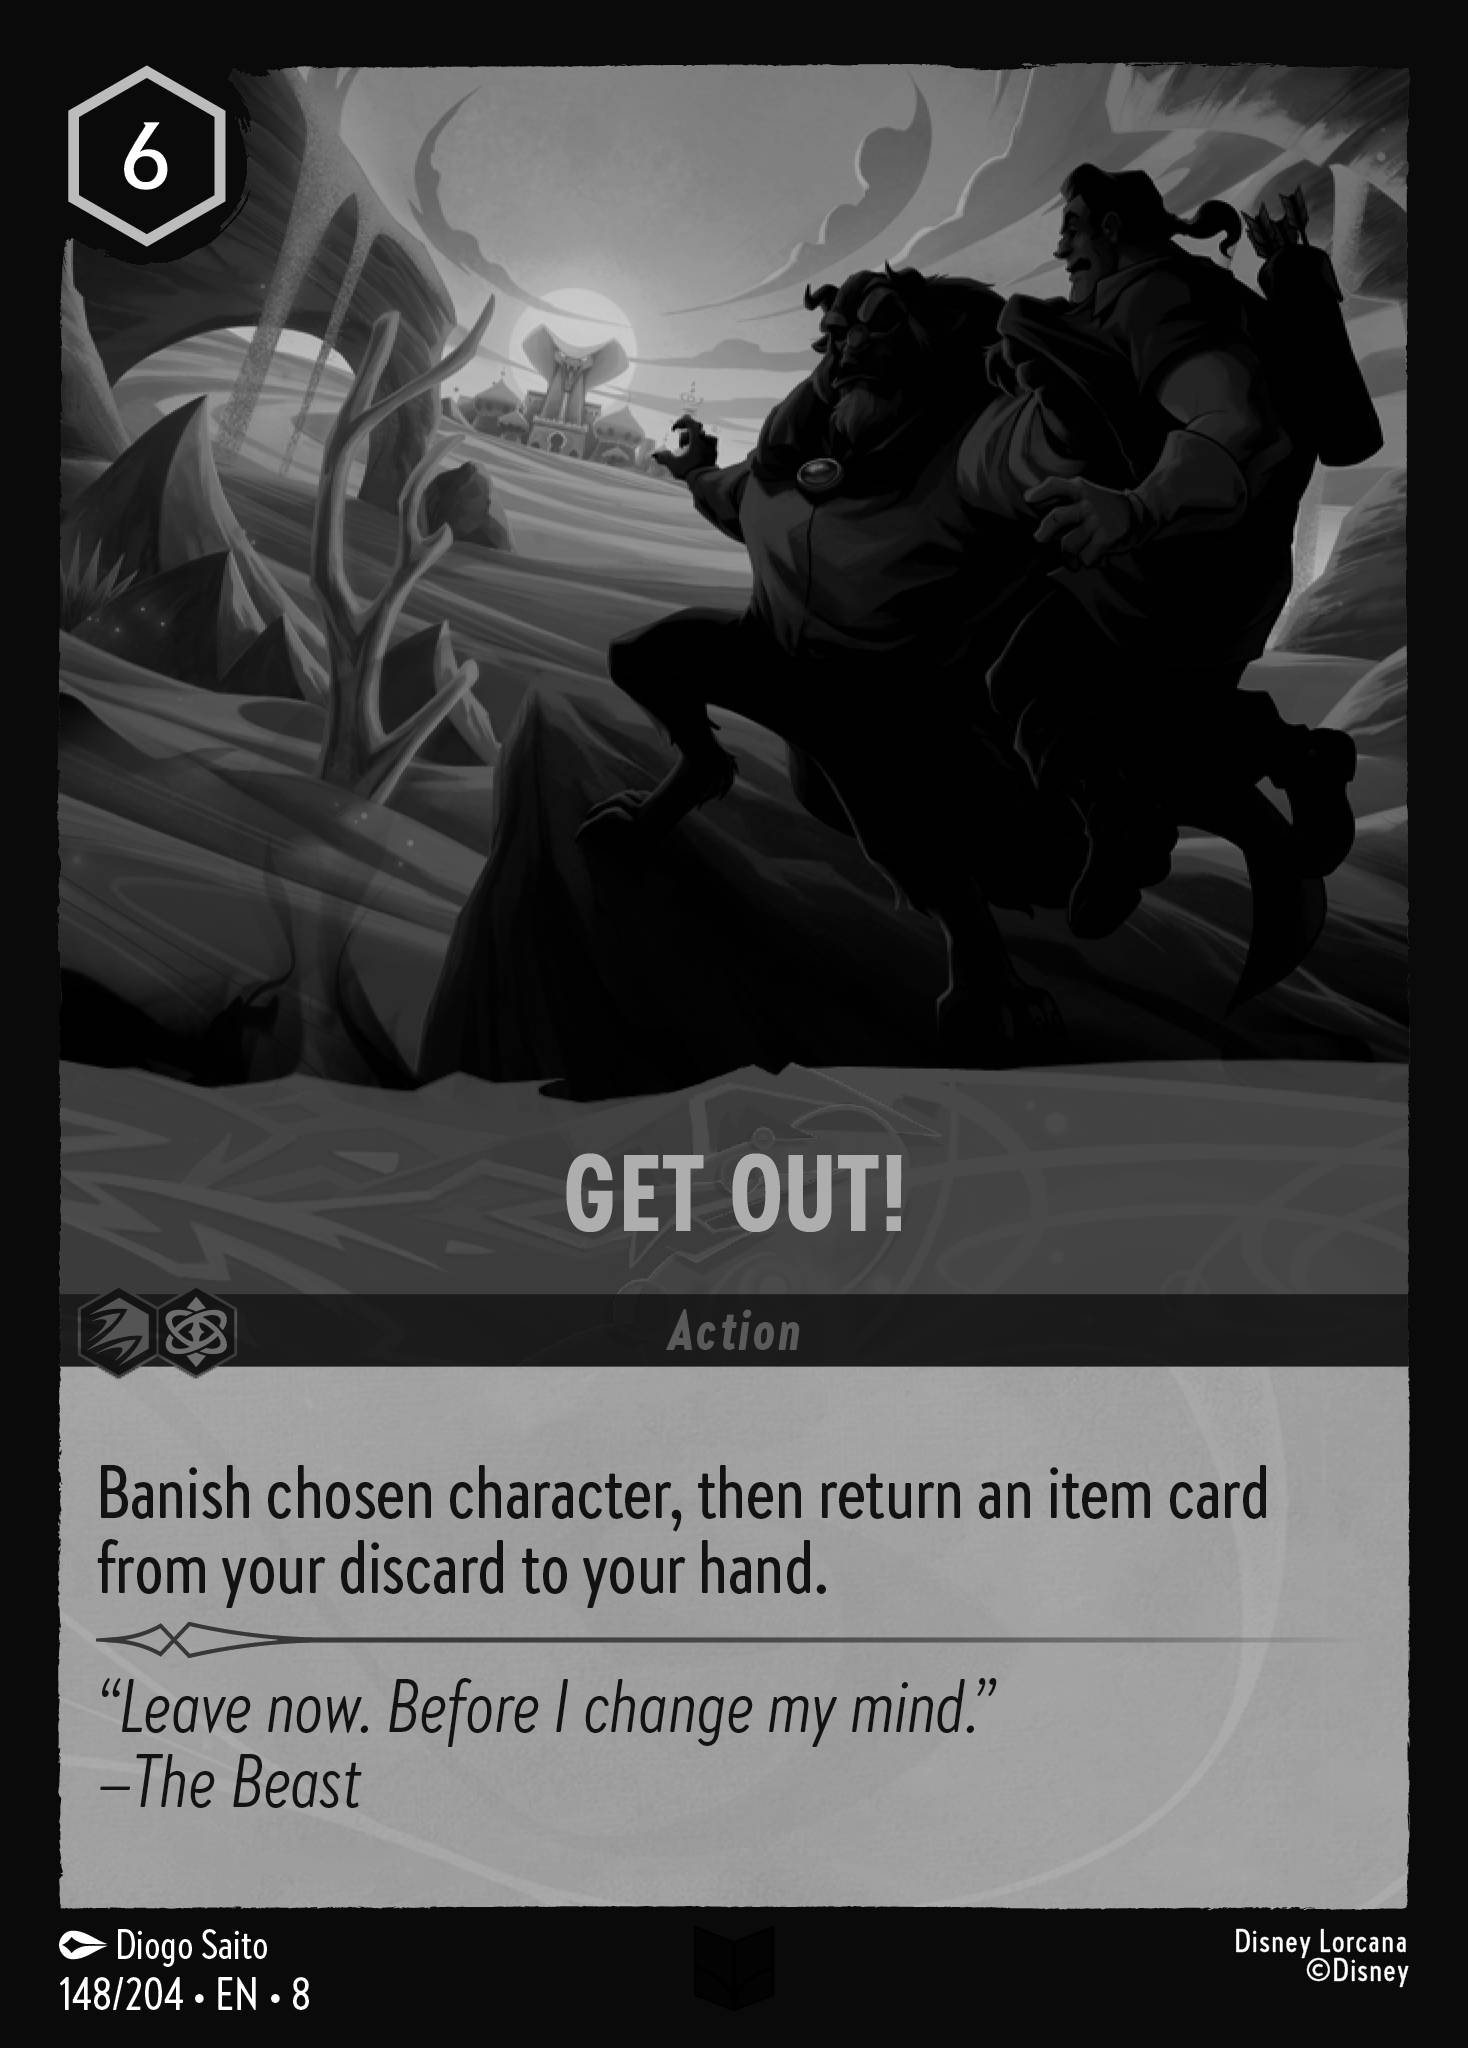 6
GET OUT!
Action
Banish chosen character, then return an item card
from your discard to your hand.
“Leave now. Before I change my mind.”
–The Beast
Diogo Saito
148/204 • EN • 8
Disney Lorcana
©Disney